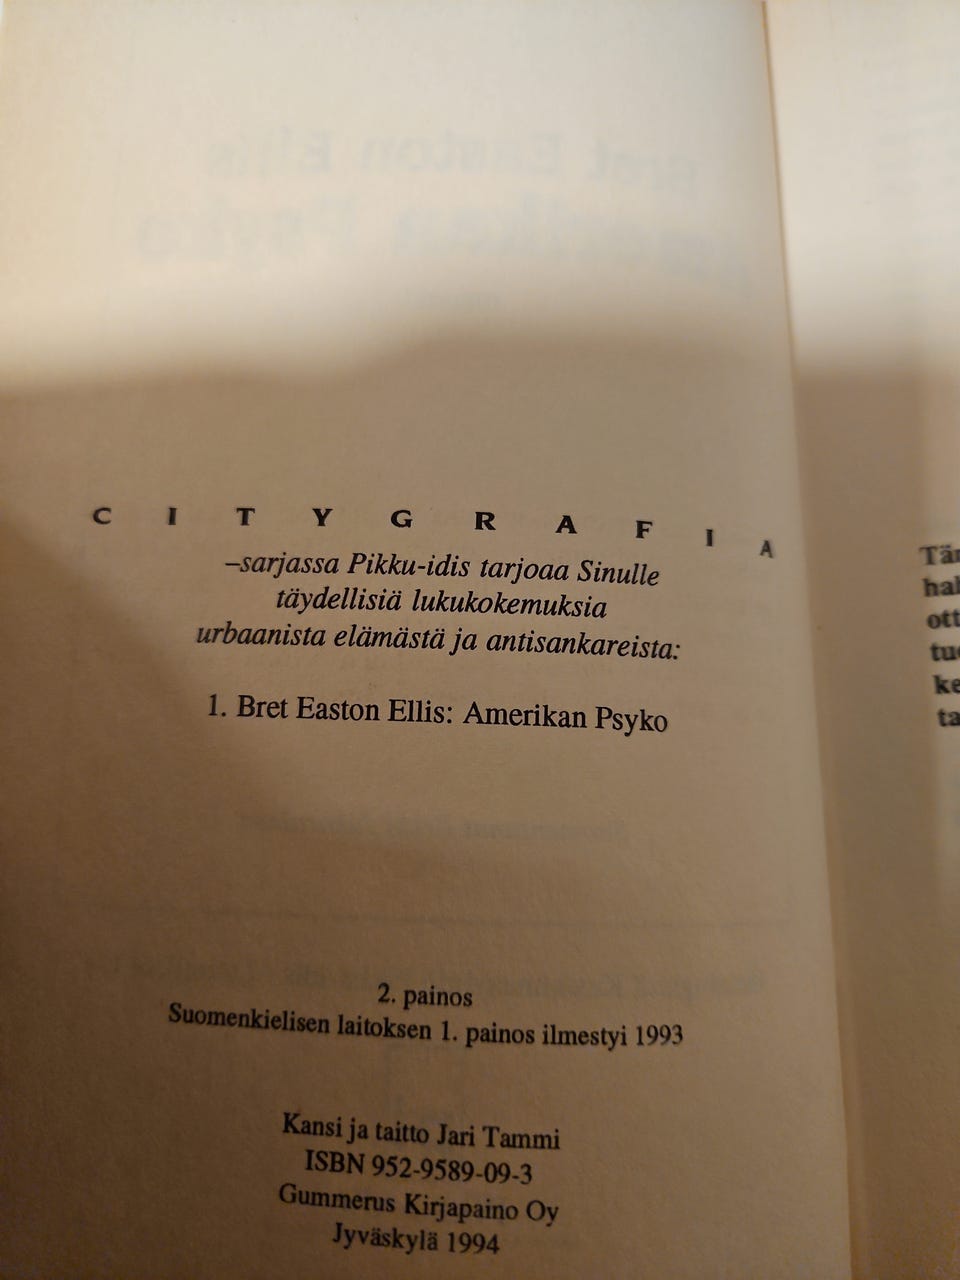 C I T Y G R A F I A
–sarjassa Pikku-idis tarjoaa Sinulle
täydellisiä lukukokemuksia
urbaanista elämästä ja antisankareista:
1. Bret Easton Ellis: Amerikan Psyko
2. painos
Suomenkielisen laitoksen 1. painos ilmestyi 1993
Kansi ja taitto Jari Tammi
ISBN 952-9589-09-3
Gummerus Kirjapaino Oy
Jyväskylä 1994